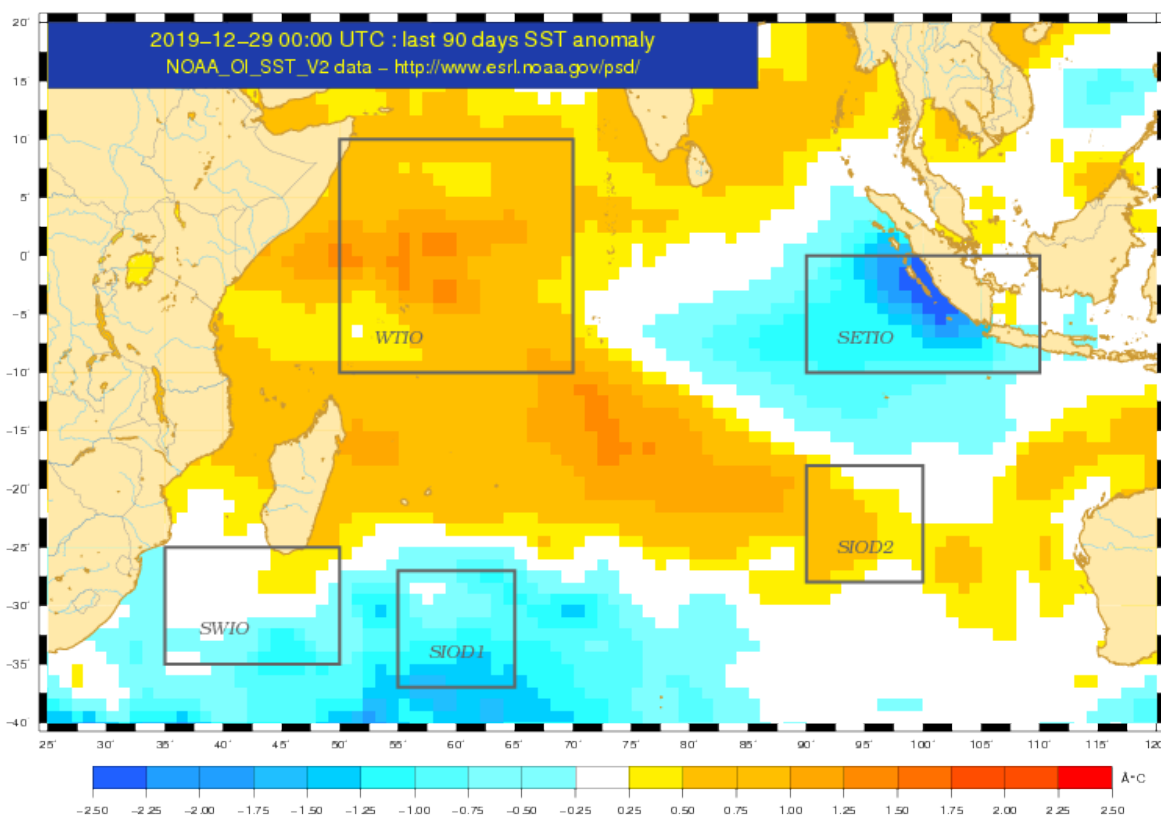 2019-12-29 00:00 UTC : last 90 days SST anomaly
NOAA_OI_SST_V2 data – http://www.esrl.noaa.gov/psd/
20°
15°
10°
5°
0°
-5°
-10°
-15°
-20°
-25°
-30°
-35°
-40°
WTIO
SETIO
SIOD2
SWIO
SIOD1
25° 30° 35° 40° 45° 50° 55° 60° 65° 70° 75° 80° 85° 90° 95° 100° 105° 110° 115° 120
-2.50 -2.25 -2.00 -1.75 -1.50 -1.25 -1.00 -0.75 -0.50 -0.25 0.25 0.50 0.75 1.00 1.25 1.50 1.75 2.00 2.25 2.50
Å°C